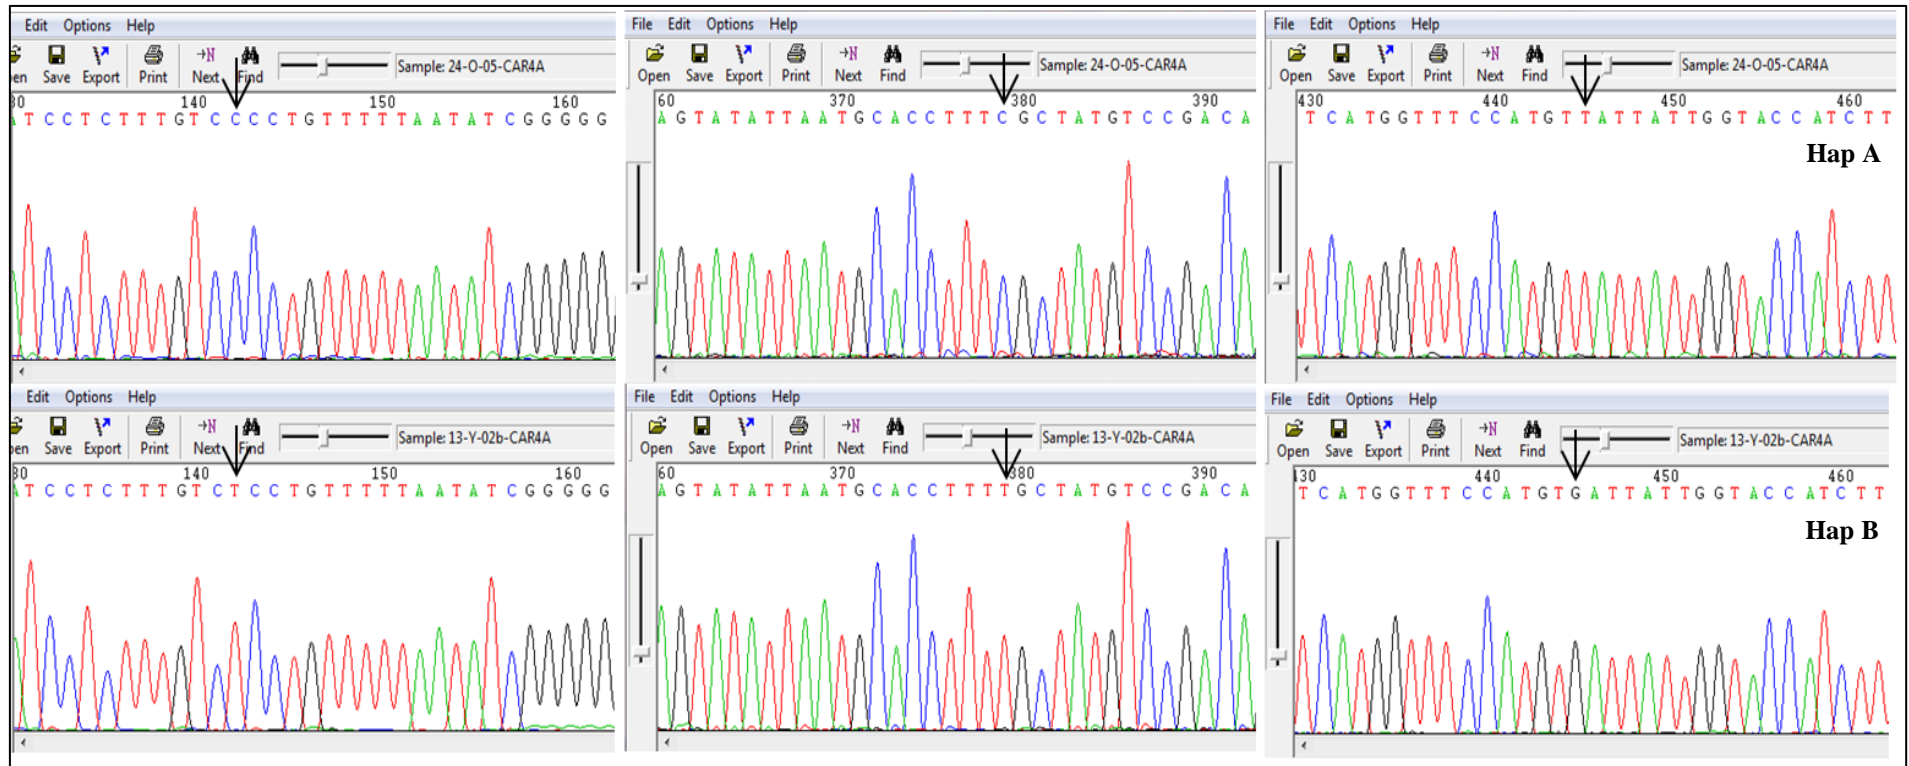 Edit Options Help
→N
en Save Export Print Next Find
Sample: 24-O-05-CAR4A
30 140 150 160
A T C C T C T T T G T C C C C T G T T T T T A A T A T C G G G G G
File Edit Options Help
→N
Open Save Export Print Next Find
Sample: 24-O-05-CAR4A
60 370 380 390
A G T A T A T T A A T G C A C C T T T C G C T A T G T C C G A C A
File Edit Options Help
→N
Open Save Export Print Next Find
Sample: 24-O-05-CAR4A
430 440 450 460
T C A T G G T T T C C A T G T T A T T A T T G G T A C C A T C T T
Hap A
Edit Options Help
→N
en Save Export Print Next Find
Sample: 13-Y-02b-CAR4A
30 140 150 160
A T C C T C T T T G T C T C C T G T T T T T A A T A T C G G G G G
File Edit Options Help
→N
Open Save Export Print Next Find
Sample: 13-Y-02b-CAR4A
60 370 380 390
A G T A T A T T A A T G C A C C T T T T G C T A T G T C C G A C A
File Edit Options Help
→N
Open Save Export Print Next Find
Sample: 13-Y-02b-CAR4A
430 440 450 460
T C A T G G T T T C C A T G T G A T T A T T G G T A C C A T C T T
Hap B